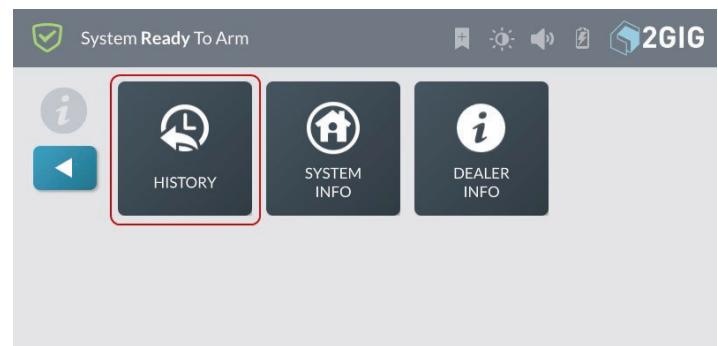 System Ready To Arm
2GIG
HISTORY
SYSTEM
INFO
DEALER
INFO